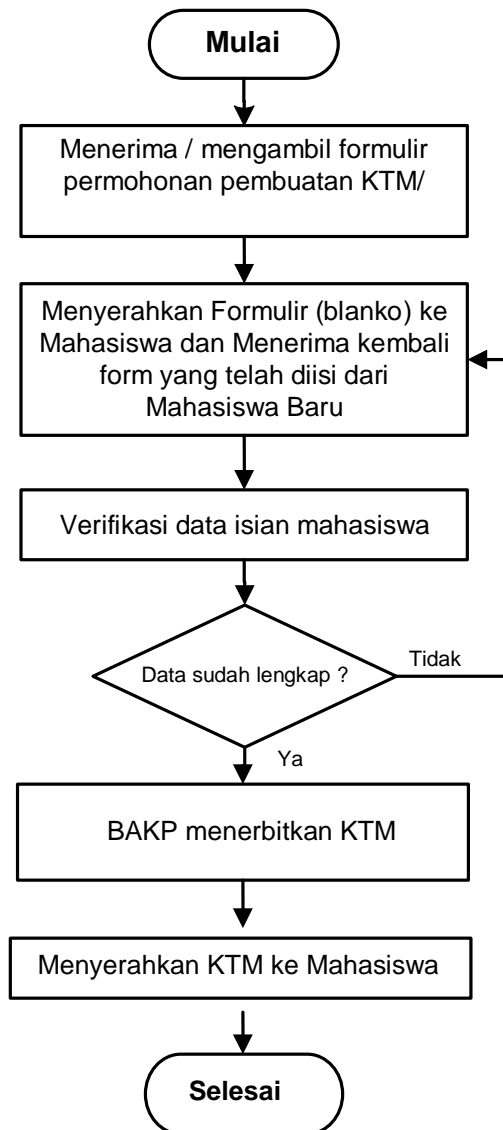 Mulai
Menerima / mengambil formulir
permohonan pembuatan KTM/
Menyerahkan Formulir (blanko) ke
Mahasiswa dan Menerima kembali
form yang telah diisi dari
Mahasiswa Baru
Verifikasi data isian mahasiswa
Data sudah lengkap ?
Tidak
Ya
BAKP menerbitkan KTM
Menyerahkan KTM ke Mahasiswa
Selesai